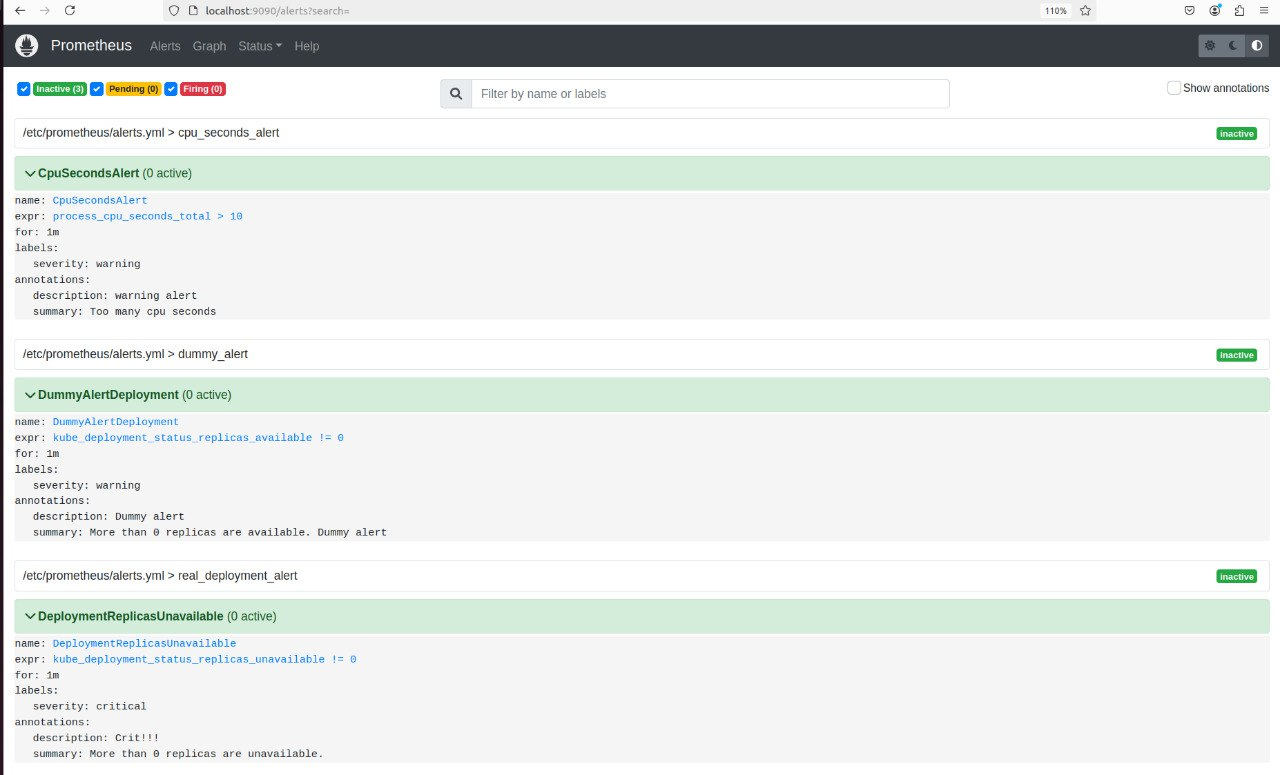 localhost:9090/alerts?search=
110%
Prometheus Alerts Graph Status Help
Inactive (3) Pending (0) Firing (0) Filter by name or labels Show annotations
/etc/prometheus/alerts.yml > cpu_seconds_alert inactive
CpuSecondsAlert (0 active)
name: CpuSecondsAlert
expr: process_cpu_seconds_total > 10
for: 1m
labels:
severity: warning
annotations:
description: warning alert
summary: Too many cpu seconds
/etc/prometheus/alerts.yml > dummy_alert inactive
DummyAlertDeployment (0 active)
name: DummyAlertDeployment
expr: kube_deployment_status_replicas_available != 0
for: 1m
labels:
severity: warning
annotations:
description: Dummy alert
summary: More than 0 replicas are available. Dummy alert
/etc/prometheus/alerts.yml > real_deployment_alert inactive
DeploymentReplicasUnavailable (0 active)
name: DeploymentReplicasUnavailable
expr: kube_deployment_status_replicas_unavailable != 0
for: 1m
labels:
severity: critical
annotations:
description: Crit!!!
summary: More than 0 replicas are unavailable.